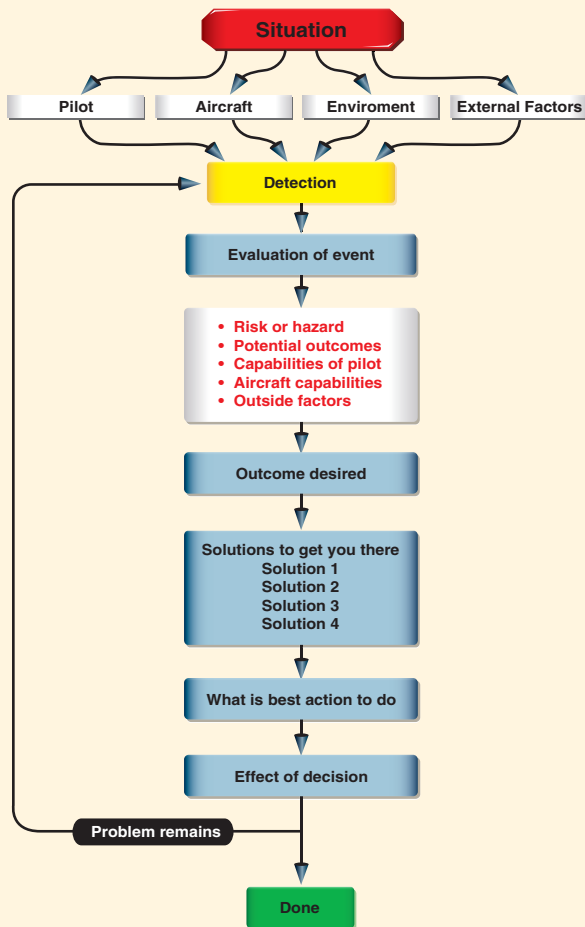 Situation
Pilot
Aircraft
Enviroment
External Factors
Detection
Evaluation of event
• Risk or hazard
• Potential outcomes
• Capabilities of pilot
• Aircraft capabilities
• Outside factors
Outcome desired
Solutions to get you there
Solution 1
Solution 2
Solution 3
Solution 4
What is best action to do
Effect of decision
Problem remains
Done